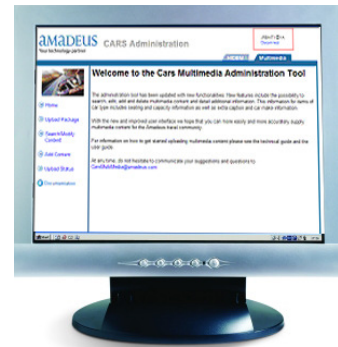 amadeus
Your technology partner
CARS Administration
Multimedia
Welcome to the Cars Multimedia Administration Tool
The administration tool has been updated with new functionalities. New features include the possibility to
search, edit, add and delete multimedia content and detail additional information. This information for items of
car type includes seating and capacity information as well as extra caption and car make information.
With the new and improved user interface we hope that you can more easily and more accurately supply
multimedia content for the Amadeus travel community.
For information on how to get started uploading multimedia content please see the technical guide and the
user guide.
At any time, do not hesitate to communicate your suggestions and questions to
Home
Upload Package
Search/Modify
Content
Add Content
Upload Status
Documentation